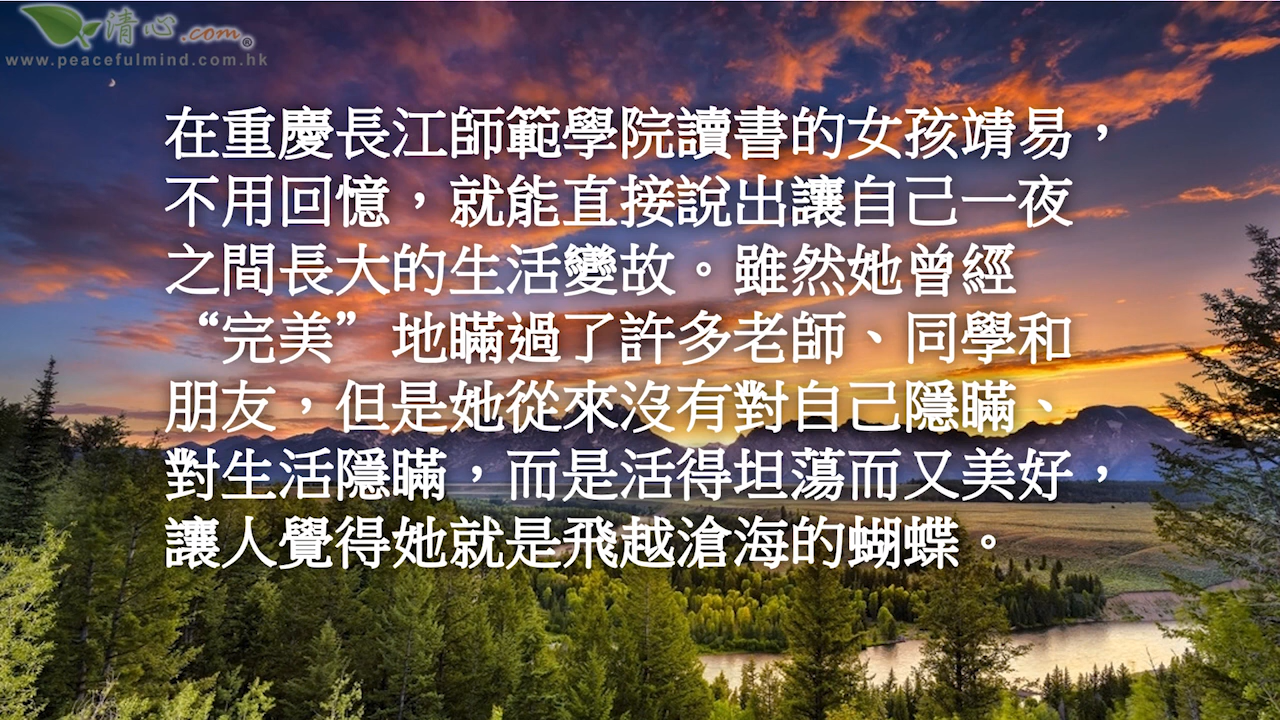 清心.com®
www.peacefulmind.com.hk
在重慶長江師範學院讀書的女孩靖易，
不用回憶，就能直接說出讓自己一夜
之間長大的生活變故。雖然她曾經
“完美”地瞞過了許多老師、同學和
朋友，但是她從來沒有對自己隱瞞、
對生活隱瞞，而是活得坦蕩而又美好，
讓人覺得她就是飛越滄海的蝴蝶。